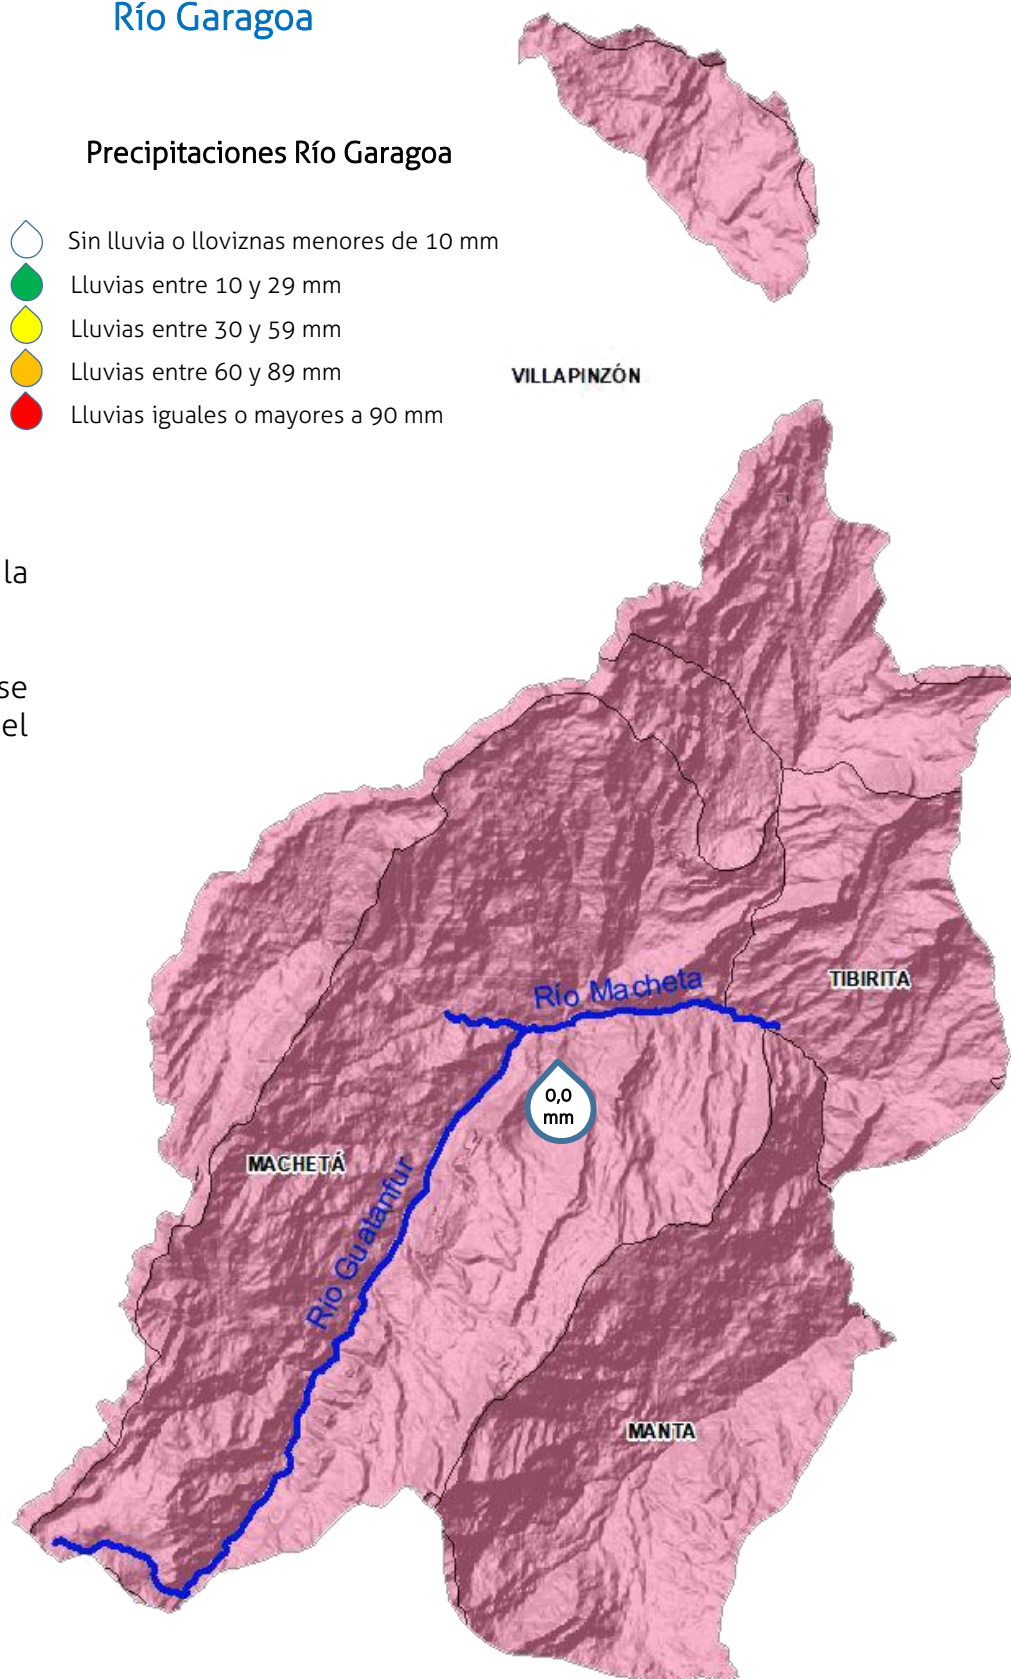 Río Garagoa
Precipitaciones Río Garagoa
Sin lluvia o lloviznas menores de 10 mm
Lluvias entre 10 y 29 mm
Lluvias entre 30 y 59 mm
Lluvias entre 60 y 89 mm
Lluvias iguales o mayores a 90 mm
VILLAPINZÓN
la
se
el
Río Macheta
TIBIRITA
0,0
mm
MACHETÁ
Río Guatanfur
MANTA